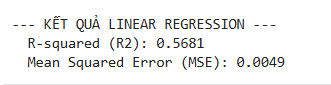 --- KẾT QUẢ LINEAR REGRESSION ---
R-squared (R2): 0.5681
Mean Squared Error (MSE): 0.0049